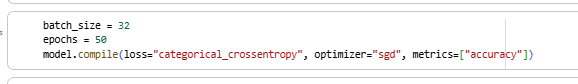 batch_size = 32
epochs = 50
model.compile(loss="categorical_crossentropy", optimizer="sgd", metrics=["accuracy"])